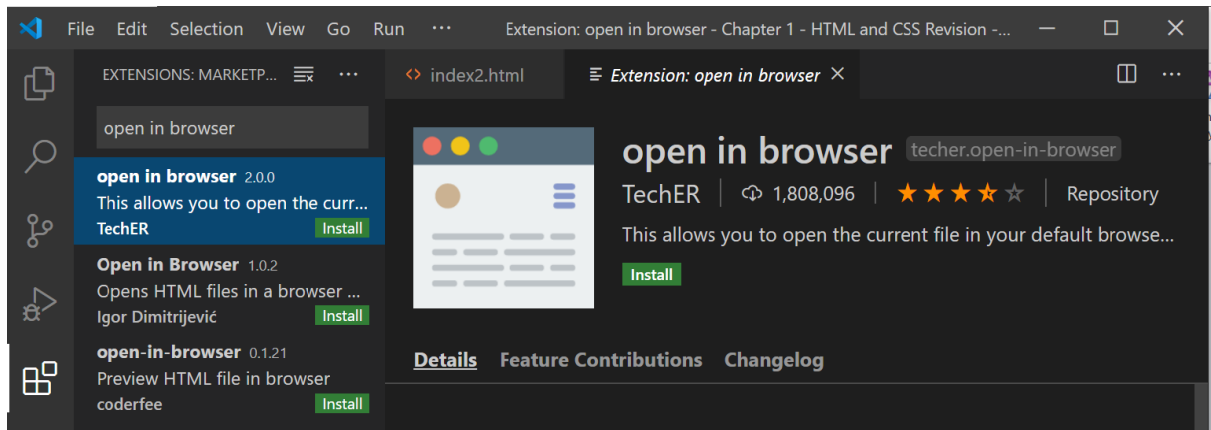 File Edit Selection View Go Run ··· Extension: open in browser - Chapter 1 - HTML and CSS Revision -...
EXTENSIONS: MARKETP...
index2.html
Extension: open in browser
open in browser
open in browser 2.0.0
This allows you to open the curr...
TechER Install
Open in Browser 1.0.2
Opens HTML files in a browser ...
Igor Dimitrijević Install
open-in-browser 0.1.21
Preview HTML file in browser
coderfee Install
open in browser techer.open-in-browser
TechER 1,808,096 Repository
This allows you to open the current file in your default browse...
Install
Details Feature Contributions Changelog